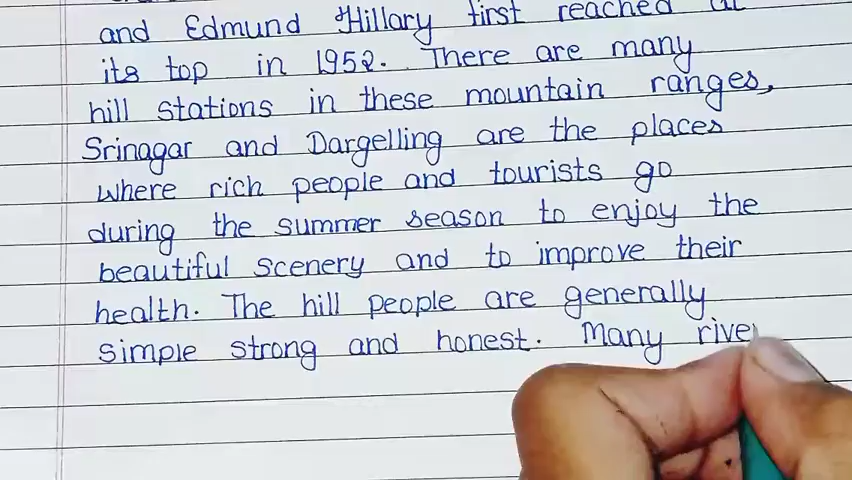 and Edmund Hillary first reached at
its top in 1952. There are many
hill stations in these mountain ranges,
Srinagar and Dargelling are the places
where rich people and tourists go
during the summer season to enjoy the
beautiful scenery and to improve their
health. The hill people are generally
simple strong and honest. Many rive